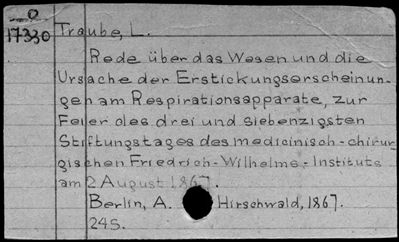 O
17330
Traube, L.
Rede über das Wesen und die
Ursache der Erstickungserscheinun-
gen am Respirationsapparate, zur
Feier des drei und siebenzigsten
Stiftungstages des medicinisch-chirur-
gischen Friedrich-Wilhelms-Instituts
am 2 August 1867.
Berlin, A. Hirschwald, 1867.
24S.